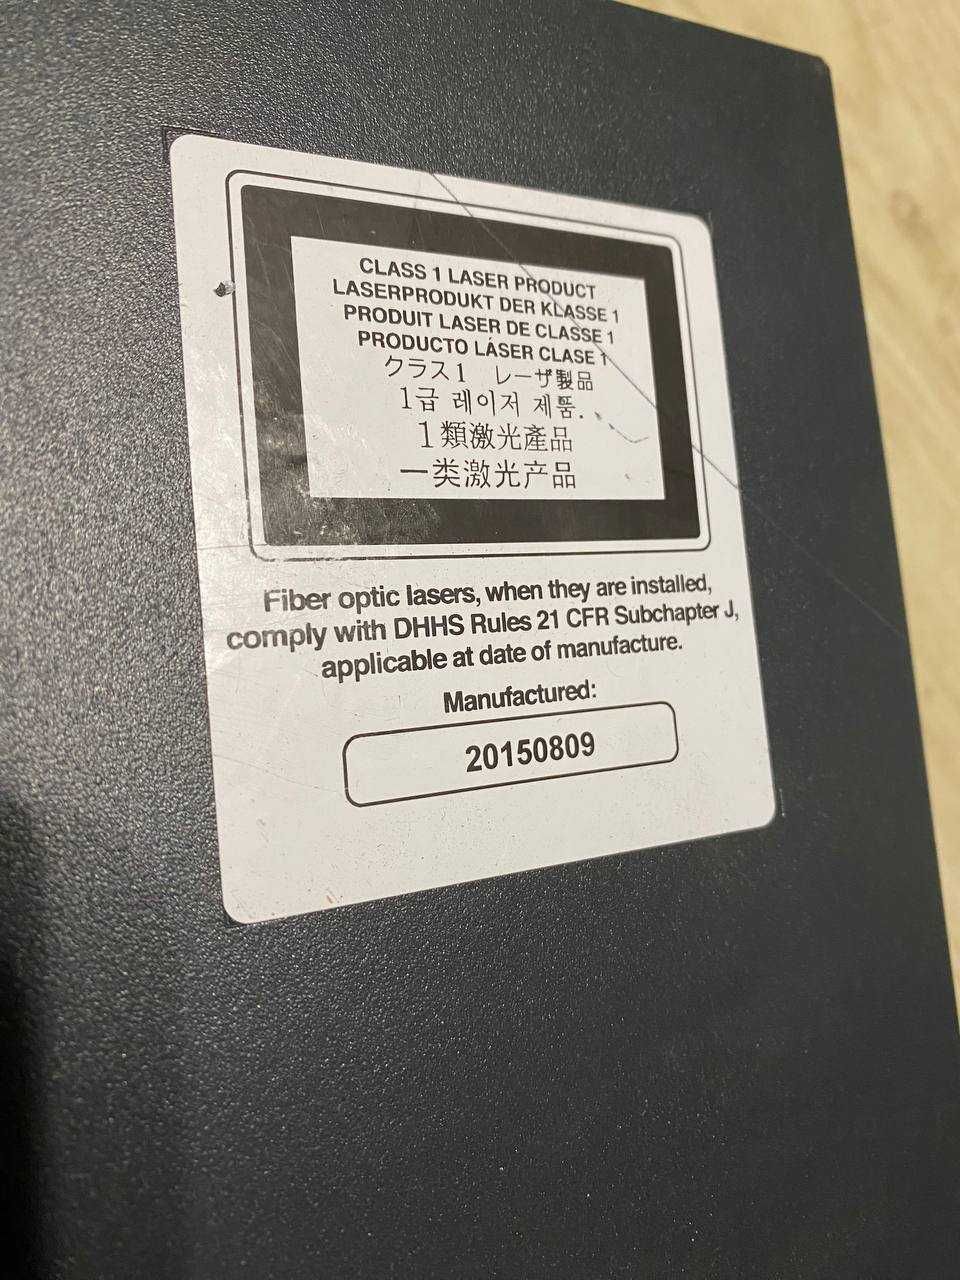 CLASS 1 LASER PRODUCT
LASERPRODUKT DER KLASSE 1
PRODUIT LASER DE CLASSE 1
PRODUCTO LÁSER CLASE 1
クラス1 レーザ製品
1급 레이저 제품.
1類激光產品
一类激光产品
Fiber optic lasers, when they are installed,
comply with DHHS Rules 21 CFR Subchapter J,
applicable at date of manufacture.
Manufactured:
20150809